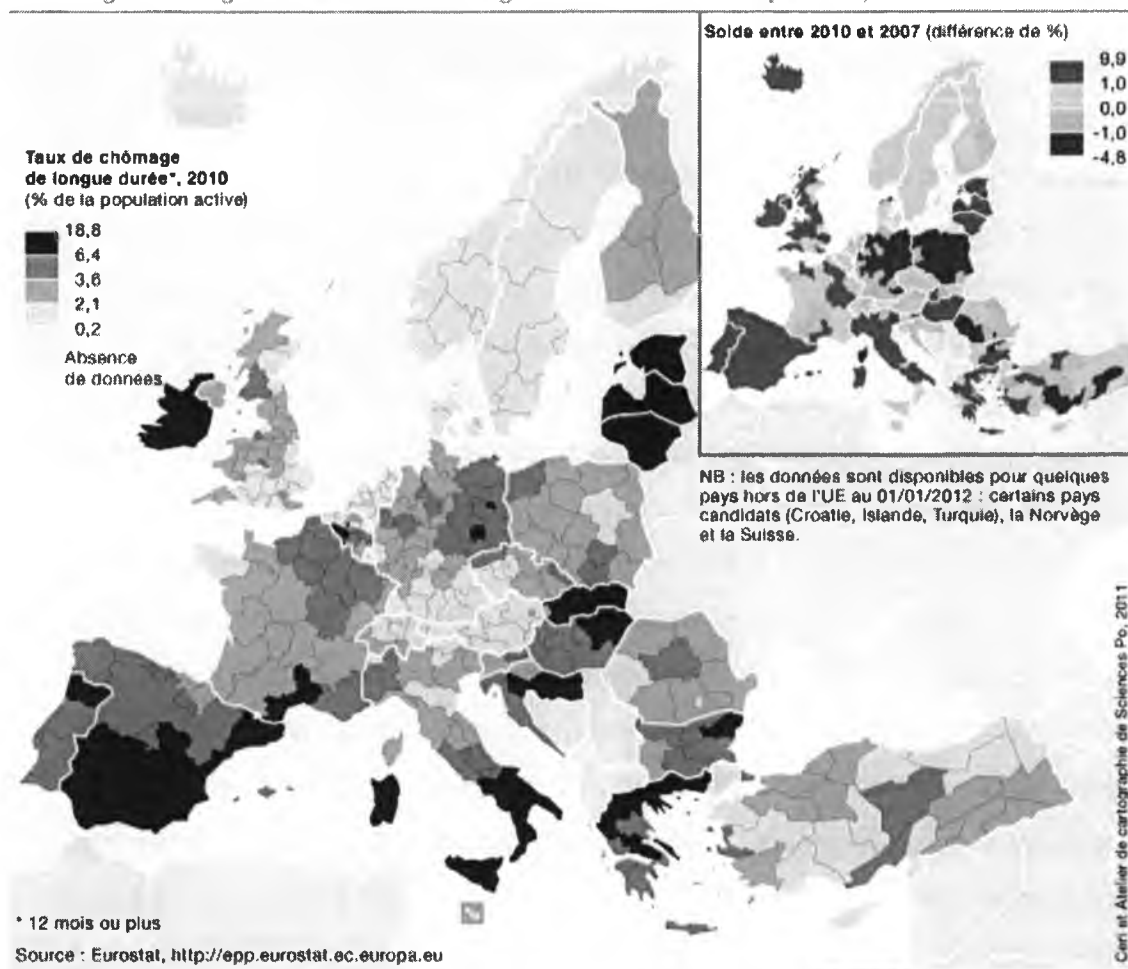 Solde entre 2010 et 2007 (différence de %)
9,9
1,0
0,0
-1,0
-4,8
Taux de chômage
de longue durée*, 2010
(% de la population active)
18,8
6,4
3,6
2,1
0,2
Absence
de données
NB : les données sont disponibles pour quelques
pays hors de l'UE au 01/01/2012 : certains pays
candidats (Croatie, Islande, Turquie), la Norvège
et la Suisse.
* 12 mois ou plus
Source : Eurostat, http://epp.eurostat.ec.europa.eu
Ceri et Atelier de cartographie de Sciences Po, 2011